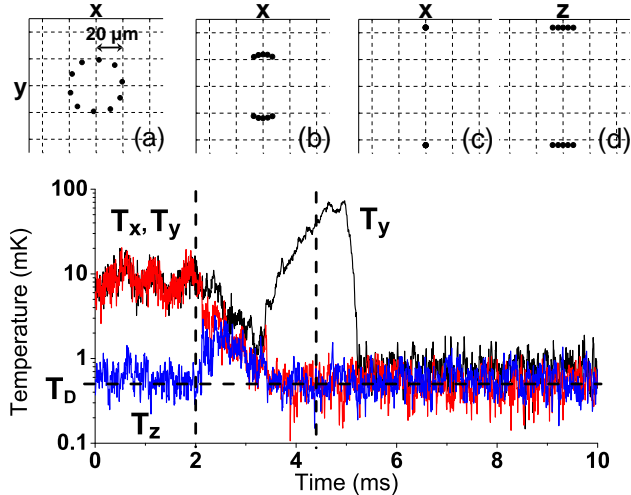 x
x
x
z
20 µm
y
(a)
(b)
(c)
(d)
Temperature (mK)
100
10
1
0.1
Tx, Ty
Ty
TD
Tz
0
2
4
6
8
10
Time (ms)